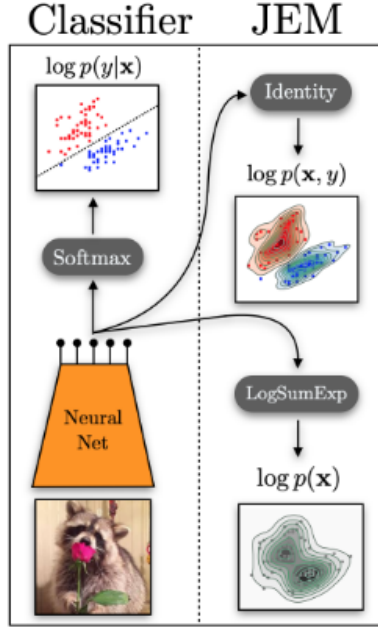 Classifier
JEM
log p(y|x)
Softmax
Neural
Net
Identity
log p(x, y)
LogSumExp
log p(x)